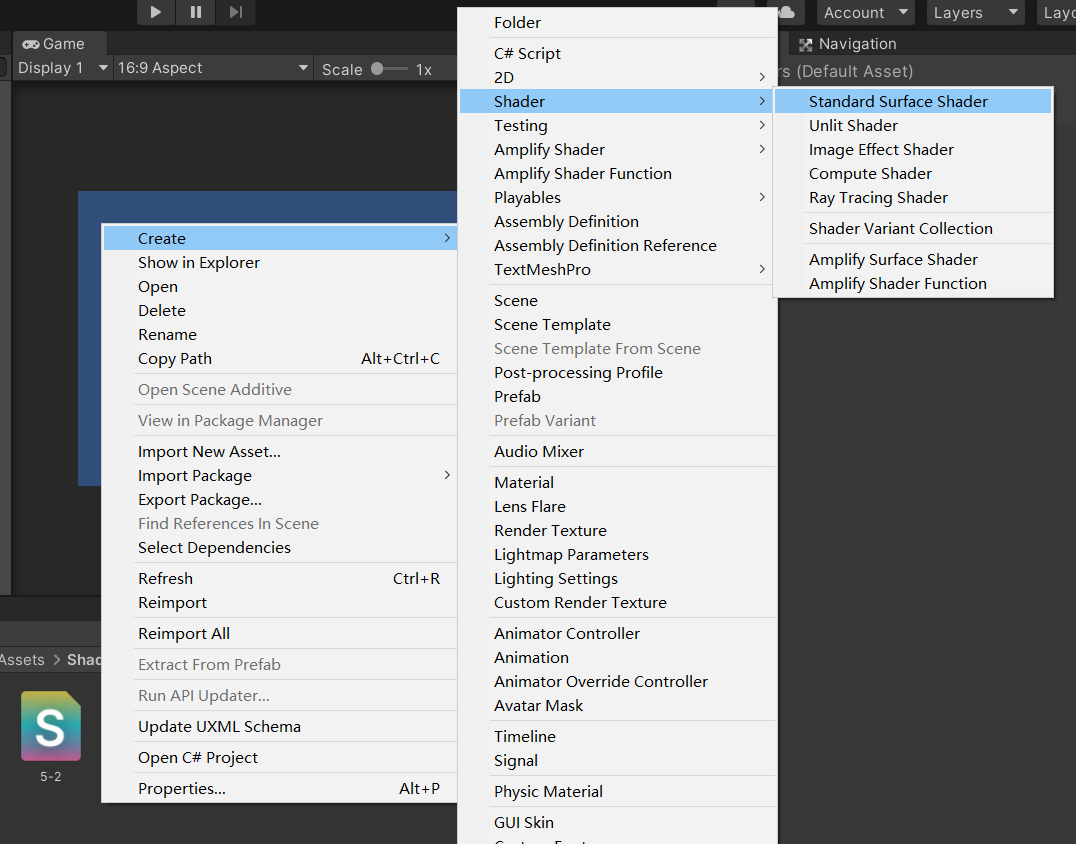 Account
Layers
Game
Navigation
Display 1
16:9 Aspect
Scale
1x
(Default Asset)
Create
Show in Explorer
Open
Delete
Rename
Copy Path Alt+Ctrl+C
Open Scene Additive
View in Package Manager
Import New Asset...
Import Package
Export Package...
Find References In Scene
Select Dependencies
Refresh Ctrl+R
Reimport
Reimport All
Extract From Prefab
Run API Updater...
Update UXML Schema
Open C# Project
Properties... Alt+P
Folder
C# Script
2D
Shader
Testing
Amplify Shader
Amplify Shader Function
Playables
Assembly Definition
Assembly Definition Reference
TextMeshPro
Scene
Scene Template
Scene Template From Scene
Post-processing Profile
Prefab
Prefab Variant
Audio Mixer
Material
Lens Flare
Render Texture
Lightmap Parameters
Lighting Settings
Custom Render Texture
Animator Controller
Animation
Animator Override Controller
Avatar Mask
Timeline
Signal
Physic Material
GUI Skin
Standard Surface Shader
Unlit Shader
Image Effect Shader
Compute Shader
Ray Tracing Shader
Shader Variant Collection
Amplify Surface Shader
Amplify Shader Function
Assets > Shad
S
5-2